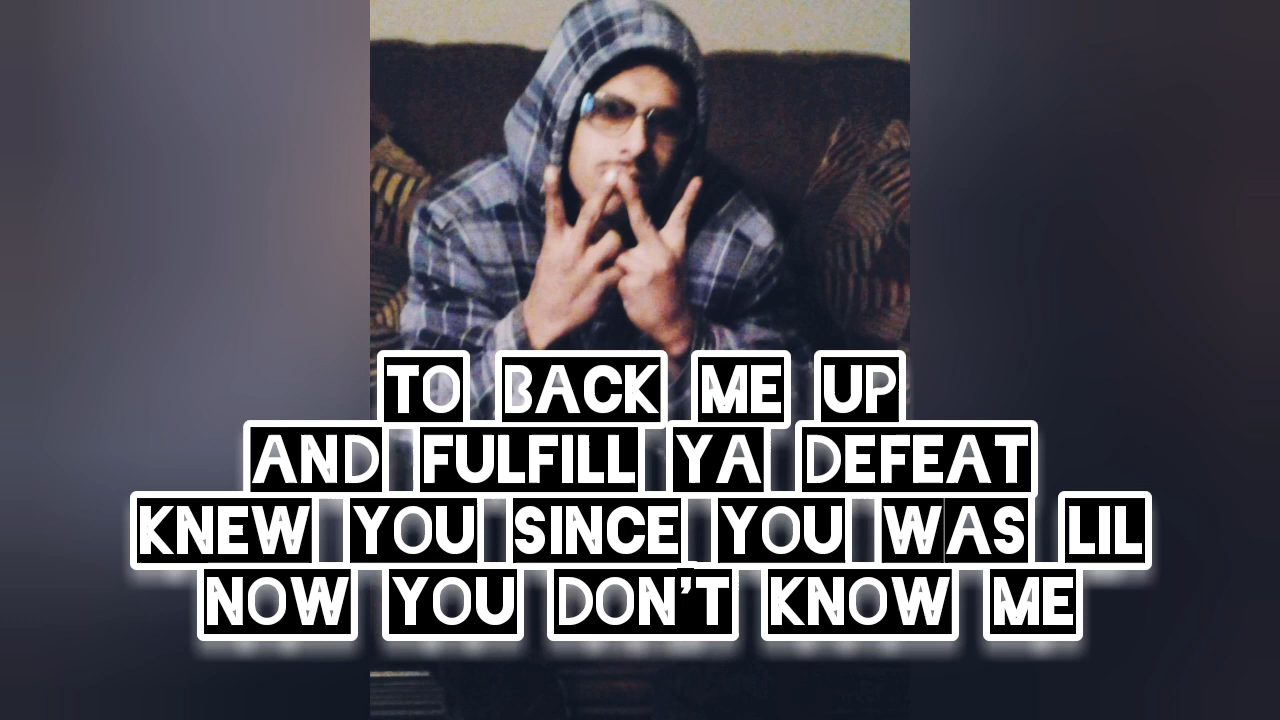 TO BACK ME UP
AND FULFILL YA DEFEAT
KNEW YOU SINCE YOU WAS LIL
NOW YOU DON'T KNOW ME